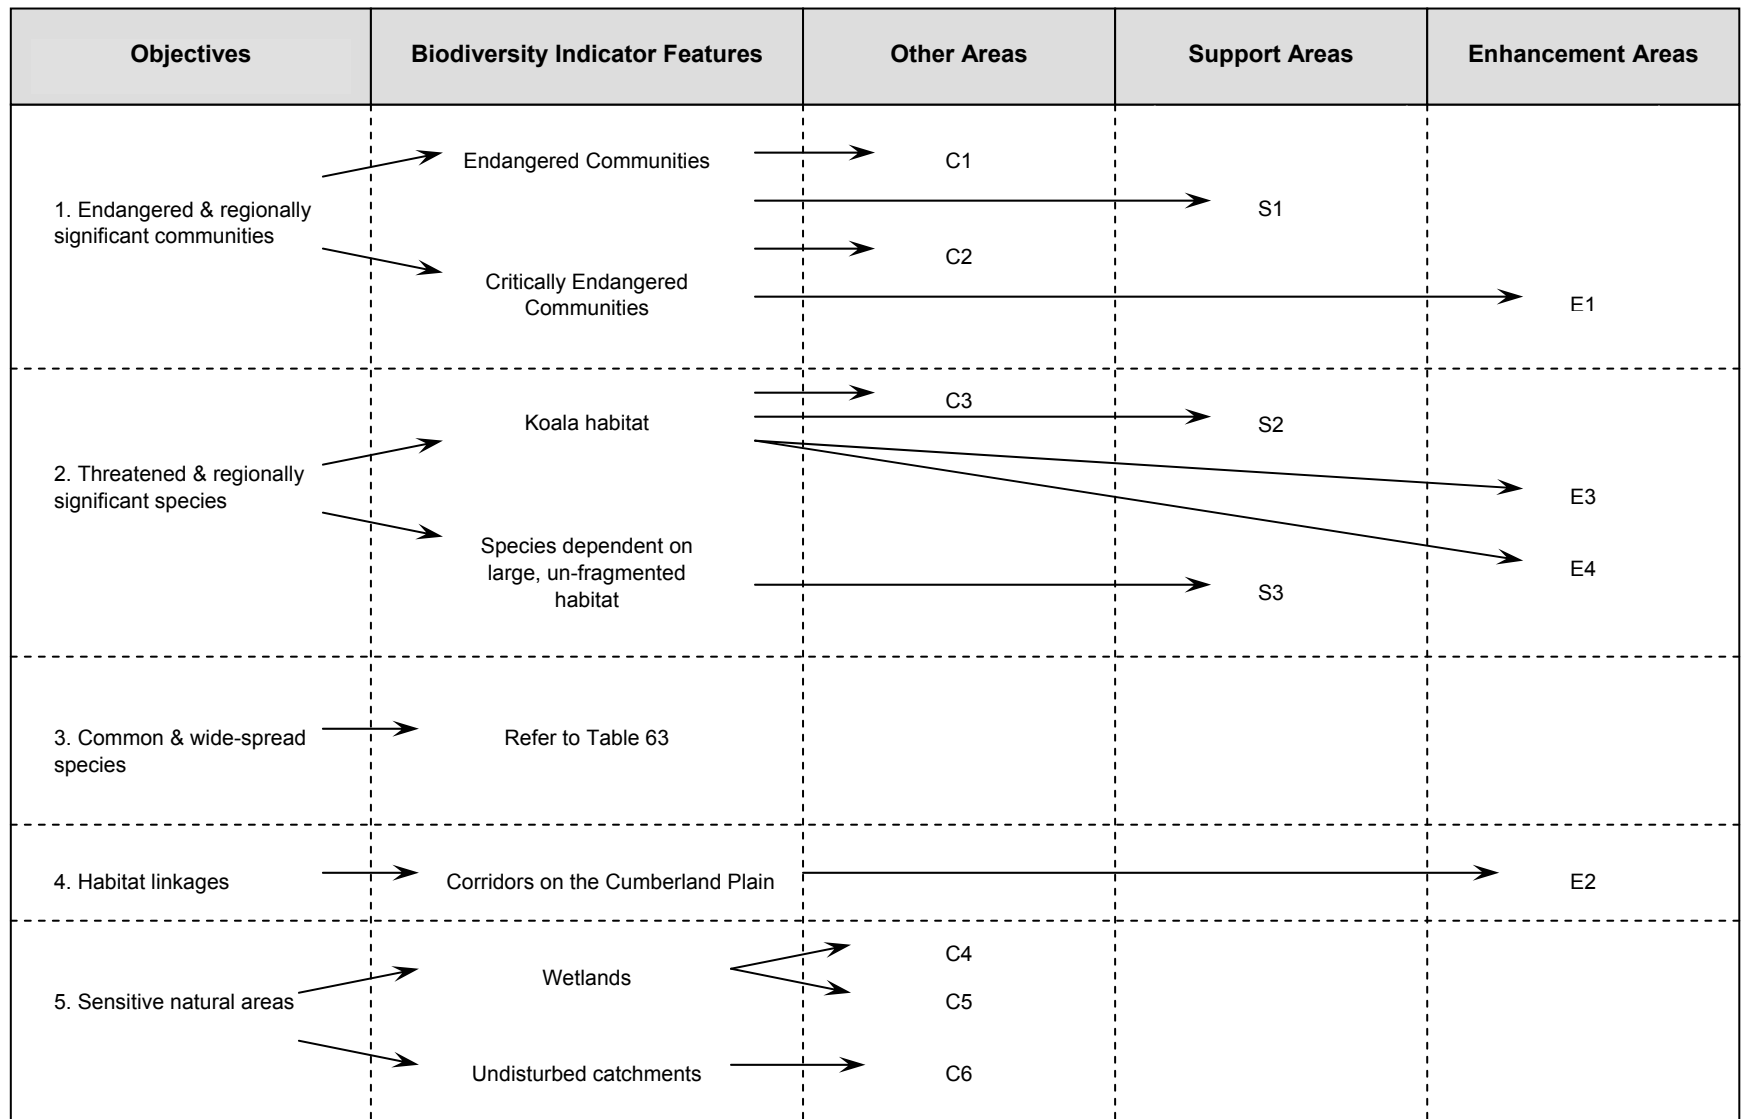 Objectives
Biodiversity Indicator Features
Other Areas
Support Areas
Enhancement Areas
1. Endangered & regionally
significant communities
Endangered Communities
C1
S1
Critically Endangered
Communities
C2
E1
2. Threatened & regionally
significant species
Koala habitat
C3
S2
E3
E4
Species dependent on
large, un-fragmented
habitat
S3
3. Common & wide-spread
species
Refer to Table 63
4. Habitat linkages
Corridors on the Cumberland Plain
E2
5. Sensitive natural areas
Wetlands
C4
C5
Undisturbed catchments
C6